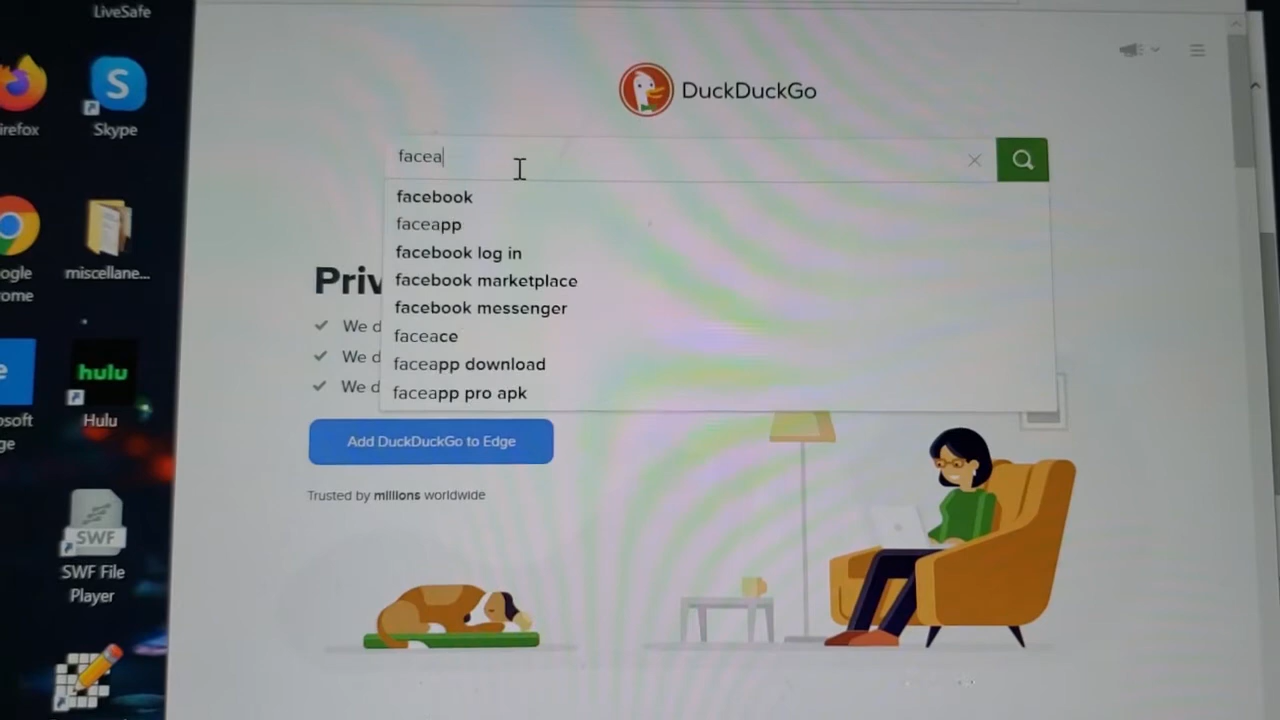 LiveSafe
irefox
Skype
ogle
ome
miscellane...
hulu
Hulu
osoft
ge
SWF
SWF File
Player
DuckDuckGo
facea
facebook
faceapp
facebook log in
facebook marketplace
facebook messenger
faceace
faceapp download
faceapp pro apk
Priv
We d
We d
We d
Add DuckDuckGo to Edge
Trusted by millions worldwide